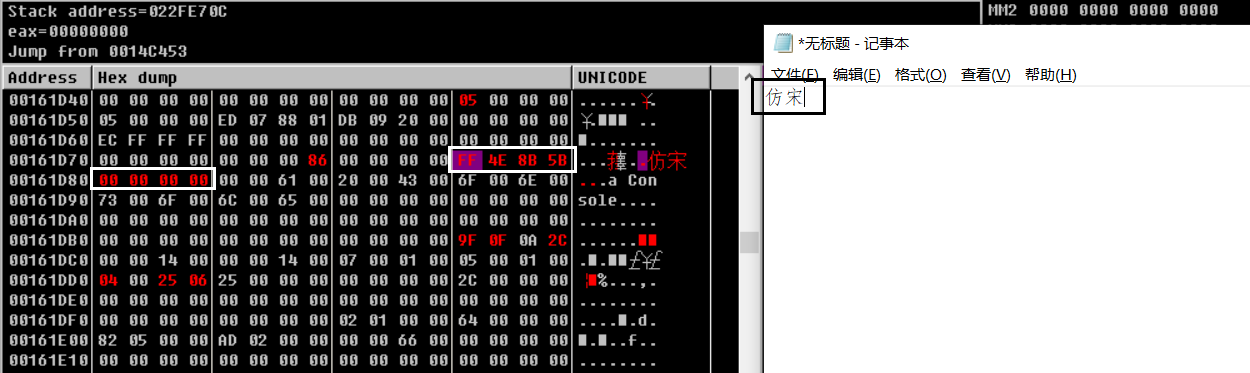 Stack address=022FE70C
eax=00000000
Jump from 0014C453
MM2 0000 0000 0000 0000
*无标题 - 记事本
文件(F) 编辑(E) 格式(O) 查看(V) 帮助(H)
仿宋
Address Hex dump UNICODE
00161D40 00 00 00 00 00 00 00 00 00 00 00 00 05 00 00 00 ......¥.
00161D50 05 00 00 00 ED 07 88 01 DB 09 20 00 00 00 00 00 ¥.■■■ ..
00161D60 EC FF FF FF 00 00 00 00 00 00 00 00 00 00 00 00 ■.......
00161D70 00 00 00 00 00 00 00 86 00 00 00 00 FF 4E 8B 5B 仿宋
00161D80 00 00 00 00 00 00 61 00 20 00 43 00 6F 00 6E 00 ...a Con
00161D90 73 00 6F 00 6C 00 65 00 00 00 00 00 00 00 00 00 sole....
00161DA0 00 00 00 00 00 00 00 00 00 00 00 00 00 00 00 00 ........
00161DB0 00 00 00 00 00 00 00 00 00 00 00 00 9F 0F 0A 2C ......■■
00161DC0 00 00 14 00 00 00 14 00 07 00 01 00 05 00 01 00 .■.■■£¥£
00161DD0 04 00 25 06 25 00 00 00 00 00 00 00 2C 00 00 00 ¦■%...,.
00161DE0 00 00 00 00 00 00 00 00 00 00 00 00 00 00 00 00 ........
00161DF0 00 00 00 00 00 00 00 00 02 01 00 00 64 00 00 00 ....■.d.
00161E00 82 05 00 00 AD 02 00 00 00 00 66 00 00 00 00 00 ■.■..f..
00161E10 00 00 00 00 00 00 00 00 00 00 00 00 00 00 00 00 ........